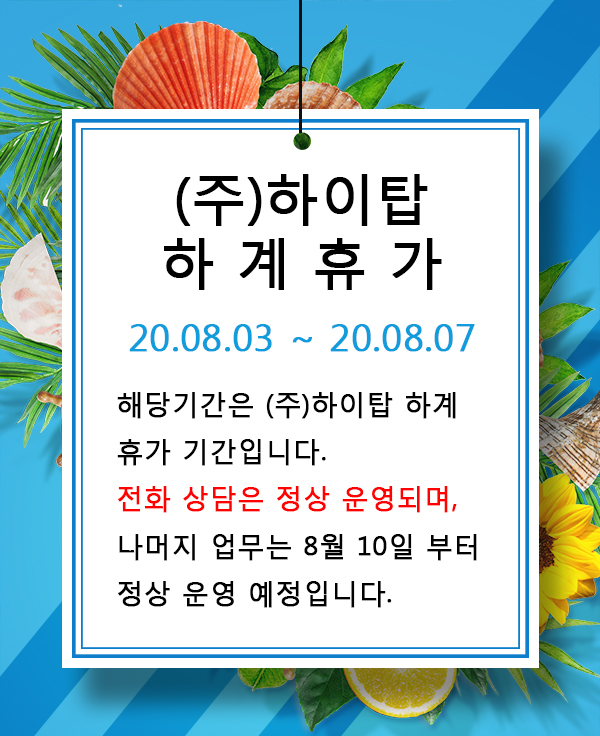 (주)하이탑
하 계 휴 가
20.08.03 ~ 20.08.07
해당기간은 (주)하이탑 하계
휴가 기간입니다.
전화 상담은 정상 운영되며,
나머지 업무는 8월 10일 부터
정상 운영 예정입니다.